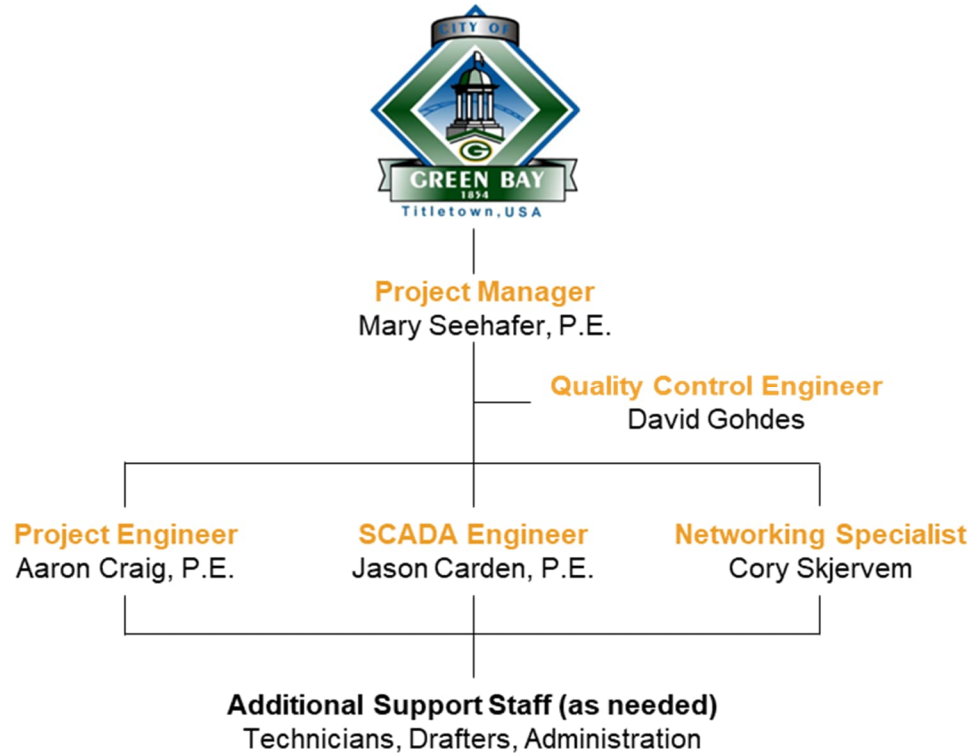 CITY OF
G
GREEN BAY
1854
Titletown, USA
Project Manager
Mary Seehafer, P.E.
Quality Control Engineer
David Gohdes
Project Engineer
Aaron Craig, P.E.
SCADA Engineer
Jason Carden, P.E.
Networking Specialist
Cory Skjervem
Additional Support Staff (as needed)
Technicians, Drafters, Administration